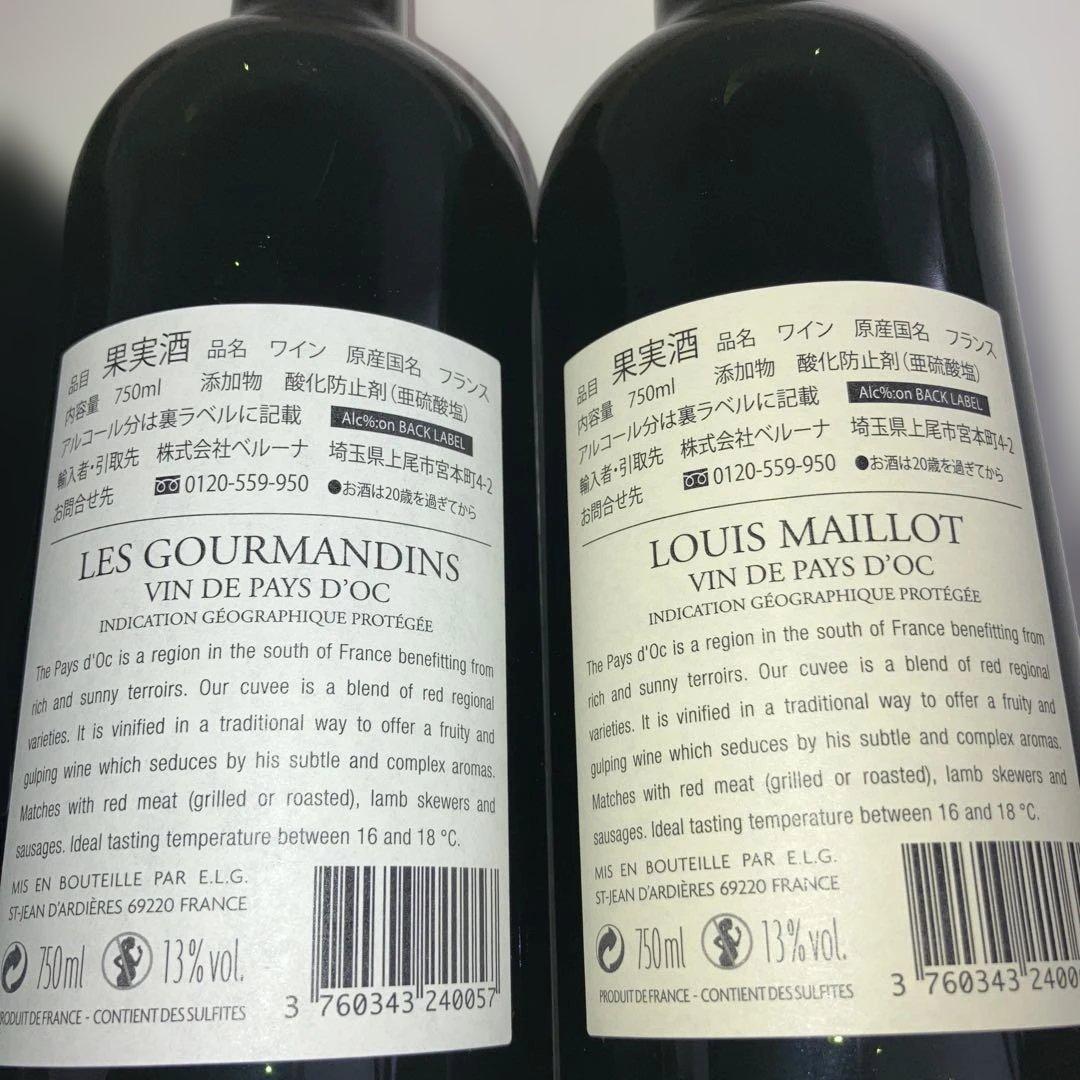 品目 果実酒 品名 ワイン 原産国名 フランス
内容量 750ml 添加物 酸化防止剤(亜硫酸塩)
アルコール分は裏ラベルに記載 Alc%:on BACK LABEL
輸入者・引取先 株式会社ベルーナ 埼玉県上尾市宮本町4-2
お問合せ先 0120-559-950 ●お酒は20歳を過ぎてから
LES GOURMANDINS
VIN DE PAYS D'OC
INDICATION GÉOGRAPHIQUE PROTÉGÉE
The Pays d'Oc is a region in the south of France benefitting from
rich and sunny terroirs. Our cuvee is a blend of red regional
varieties. It is vinified in a traditional way to offer a fruity and
gulping wine which seduces by his subtle and complex aromas.
Matches with red meat (grilled or roasted), lamb skewers and
sausages. Ideal tasting temperature between 16 and 18 °C.
MIS EN BOUTEILLE PAR E.L.G.
ST-JEAN D'ARDIÈRES 69220 FRANCE
750ml 13%vol.
PRODUIT DE FRANCE - CONTIENT DES SULFITES
3 760343 240057
品目 果実酒 品名 ワイン 原産国名 フランス
内容量 750ml 添加物 酸化防止剤(亜硫酸塩)
アルコール分は裏ラベルに記載 Alc%:on BACK LABEL
輸入者・引取先 株式会社ベルーナ 埼玉県上尾市宮本町4-2
お問合せ先 0120-559-950 ●お酒は20歳を過ぎてから
LOUIS MAILLOT
VIN DE PAYS D'OC
INDICATION GÉOGRAPHIQUE PROTÉGÉE
The Pays d'Oc is a region in the south of France benefitting from
rich and sunny terroirs. Our cuvee is a blend of red regional
varieties. It is vinified in a traditional way to offer a fruity and
gulping wine which seduces by his subtle and complex aromas.
Matches with red meat (grilled or roasted), lamb skewers and
sausages. Ideal tasting temperature between 16 and 18 °C.
MIS EN BOUTEILLE PAR E.L.G.
ST-JEAN D'ARDIÈRES 69220 FRANCE
750ml 13%vol.
PRODUIT DE FRANCE - CONTIENT DES SULFITES
3 760343 2400